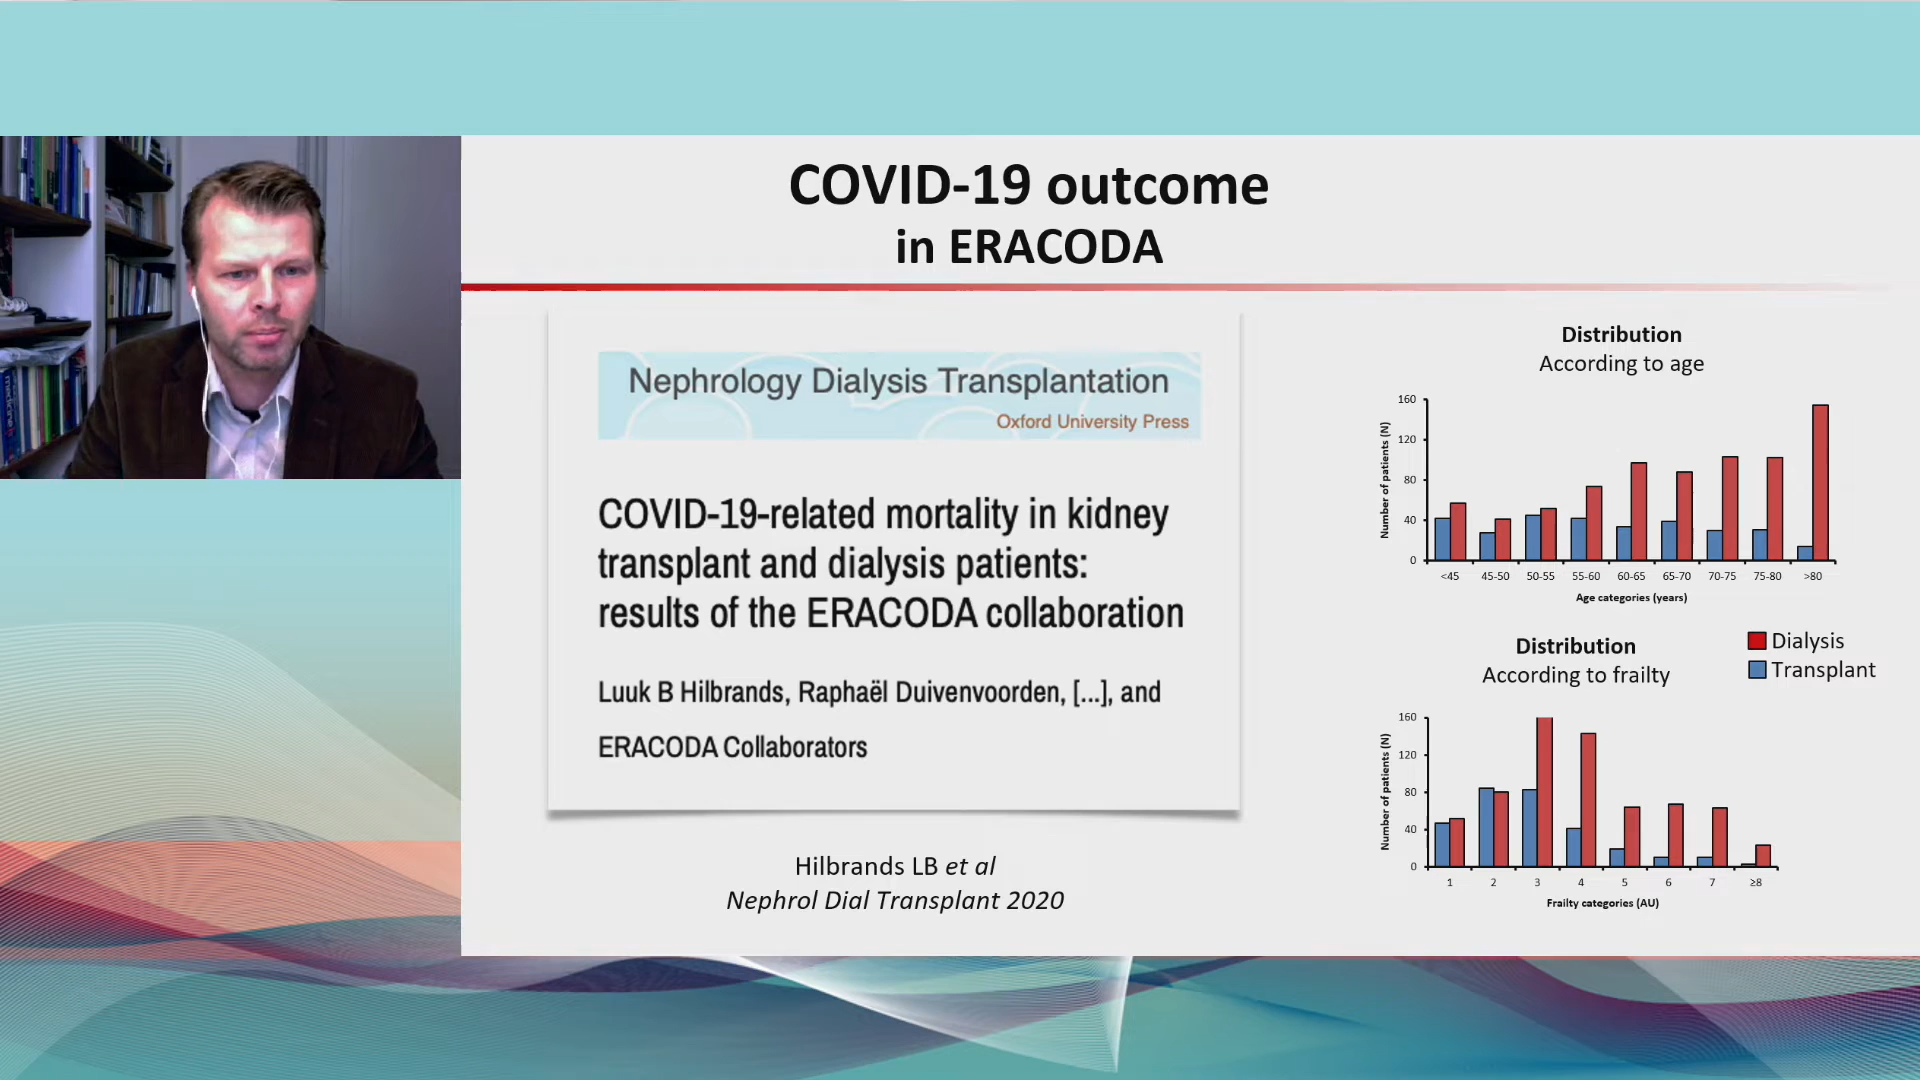 COVID-19 outcome
in ERACODA
Nephrology Dialysis Transplantation
Oxford University Press
COVID-19-related mortality in kidney
transplant and dialysis patients:
results of the ERACODA collaboration
Luuk B Hilbrands, Raphaël Duivenvoorden, [...], and
ERACODA Collaborators
Hilbrands LB et al
Nephrol Dial Transplant 2020
Distribution
According to age
Number of patients (N)
160
120
80
40
0
<45 45-50 50-55 55-60 60-65 65-70 70-75 75-80 >80
Age categories (years)
Distribution
According to frailty
Dialysis
Transplant
Number of patients (N)
160
120
80
40
0
1 2 3 4 5 6 7 ≥8
Frailty categories (AU)